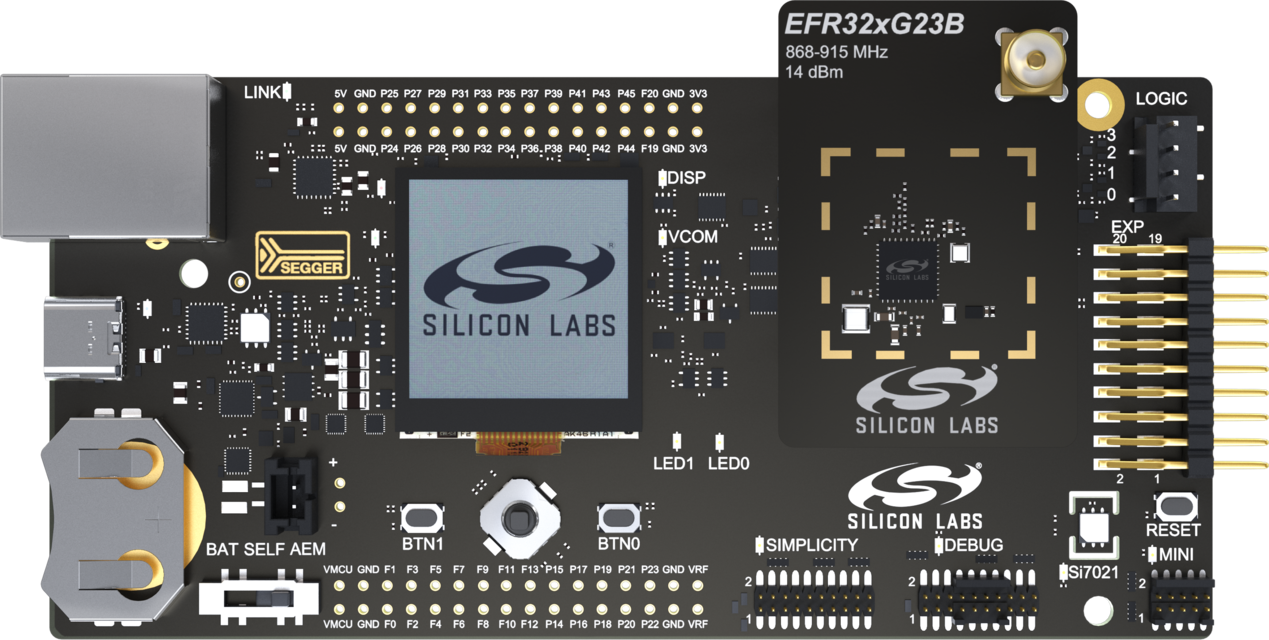 EFR32xG23B
868-915 MHz
14 dBm
LINK
5V GND P25 P27 P29 P31 P33 P35 P37 P39 P41 P43 P45 F20 GND 3V3
5V GND P24 P26 P28 P30 P32 P34 P36 P38 P40 P42 P44 F19 GND 3V3
LOGIC
3
2
1
0
DISP
VCOM
SEGGER
SILICON LABS
SILICON LABS
SILICON LABS
EXP
20 19
2 1
LED1 LED0
SILICON LABS
BTN1
BTN0
RESET
+
-
BAT SELF AEM
SIMPLICITY
DEBUG
MINI
Si7021
VMCU GND F1 F3 F5 F7 F9 F11 F13 P15 P17 P19 P21 P23 GND VRF
VMCU GND F0 F2 F4 F6 F8 F10 F12 P14 P16 P18 P20 P22 GND VRF
2
1
2
1
2
1